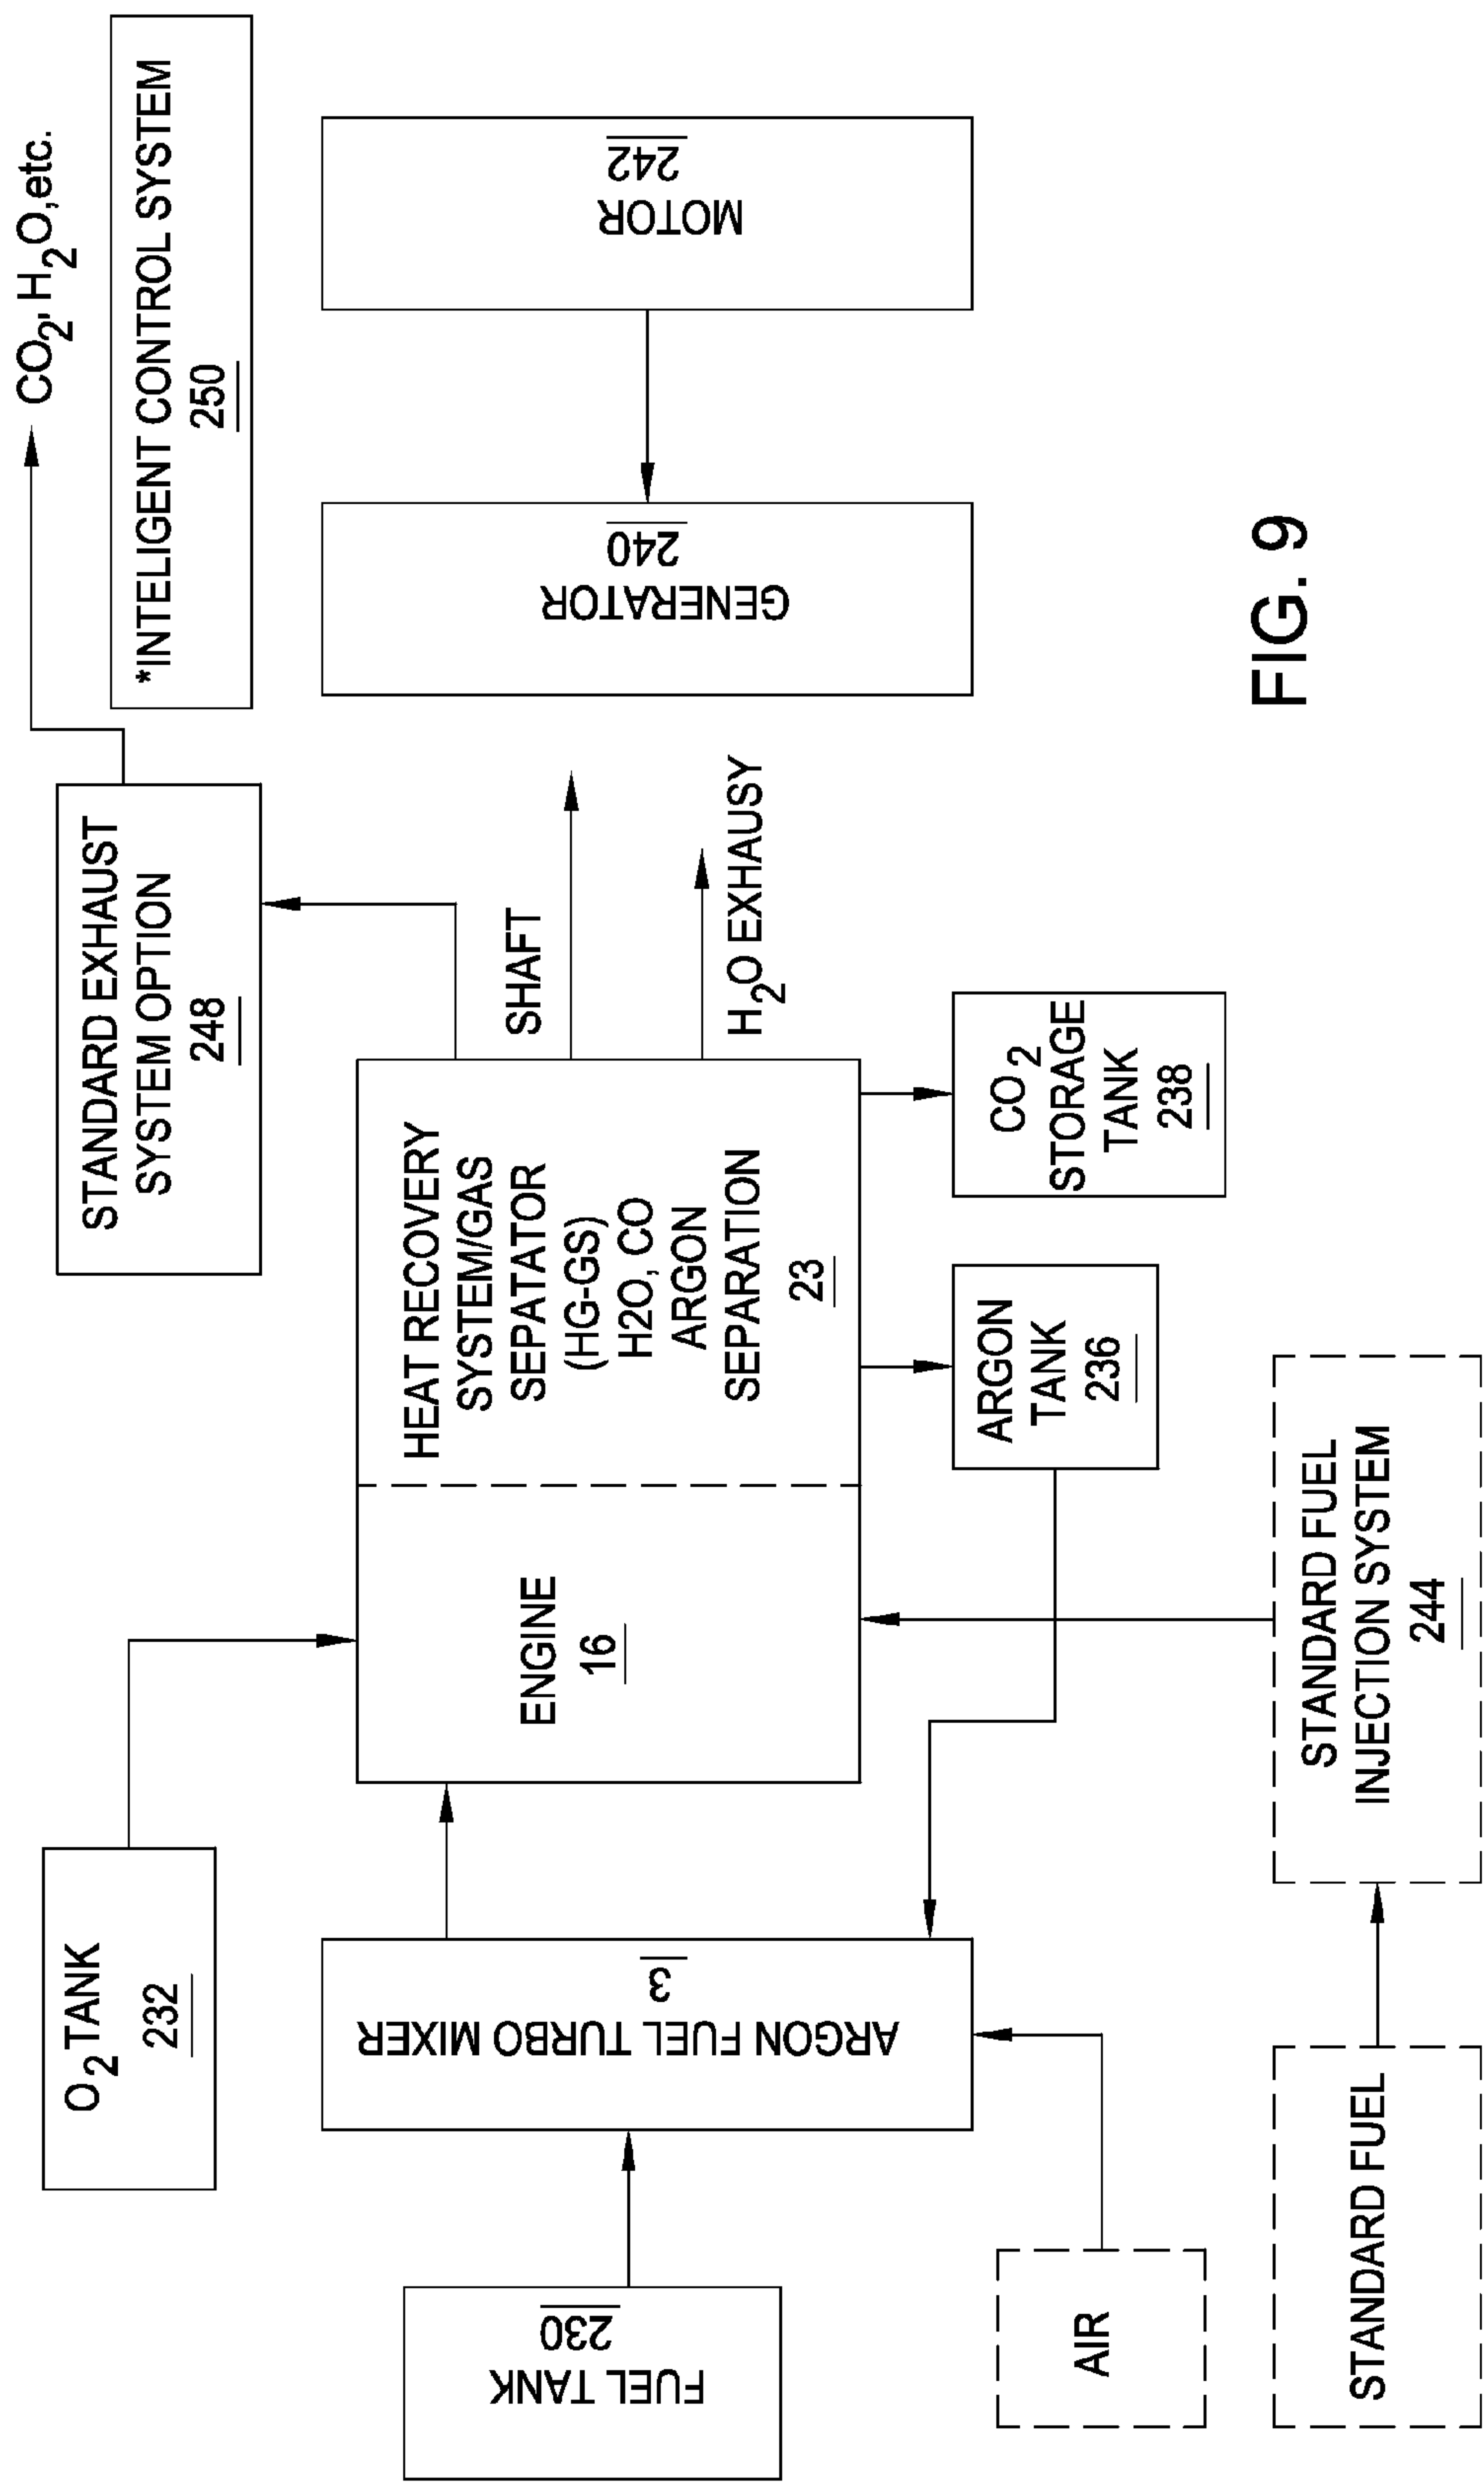 O2 TANK
232
STANDARD EXHAUST
SYSTEM OPTION
248
CO2, H2O,etc.
*INTELIGENT CONTROL SYSTEM
250
FUEL TANK
230
ARGON FUEL TURBO MIXER
3
ENGINE
16
HEAT RECOVERY
SYSTEM/GAS
SEPATATOR
(HG-GS)
H2O, CO
ARGON
SEPARATION
23
SHAFT
H2O EXHAUSY
GENERATOR
240
MOTOR
242
ARGON
TANK
236
CO2
STORAGE
TANK
238
AIR
STANDARD FUEL
STANDARD FUEL
INJECTION SYSTEM
244
FIG. 9